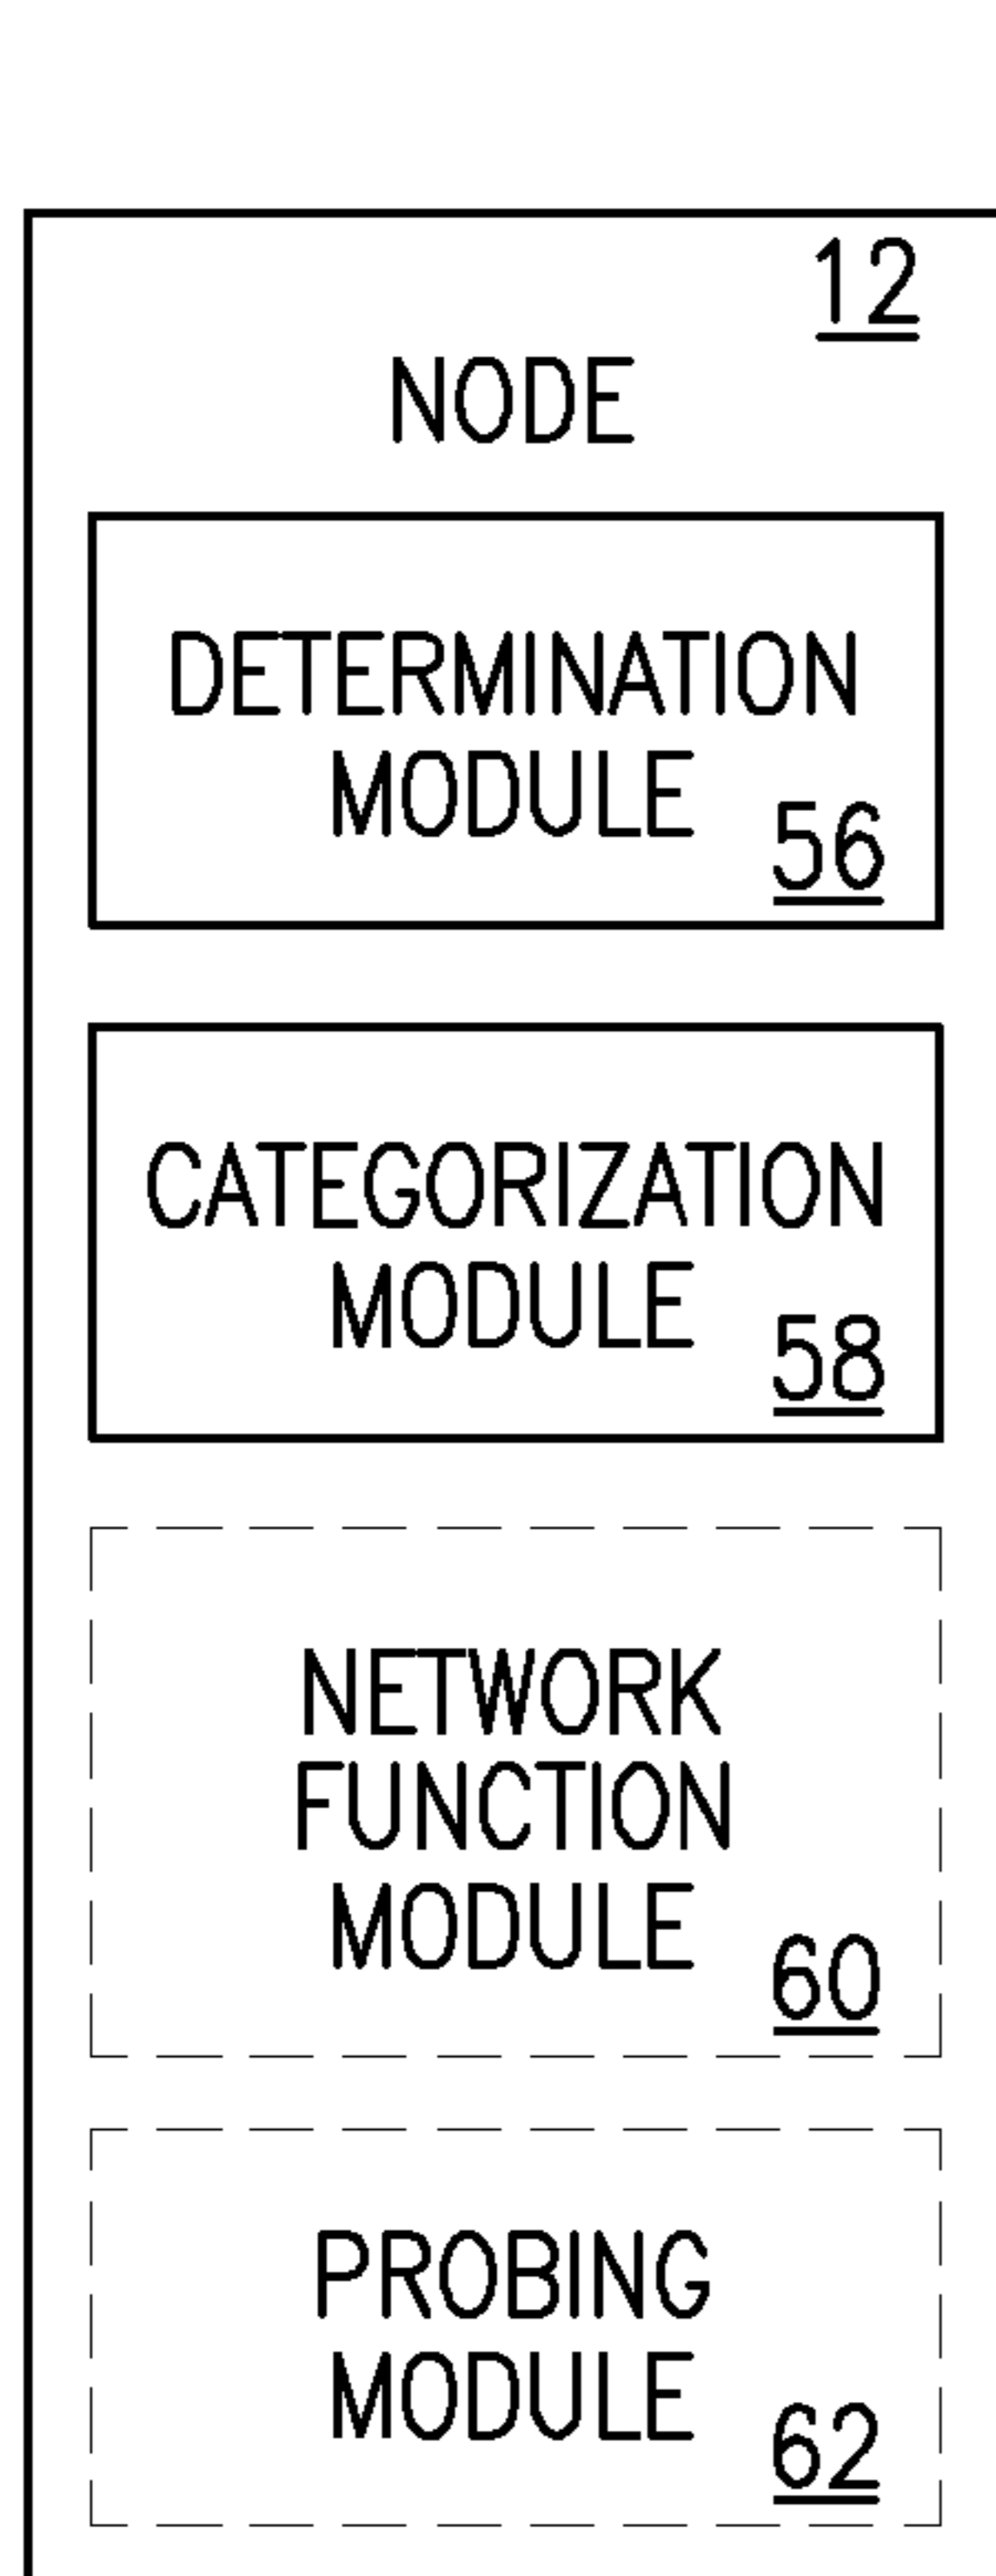 12
NODE
DETERMINATION
MODULE
56
CATEGORIZATION
MODULE
58
NETWORK
FUNCTION
MODULE
60
PROBING
MODULE
62